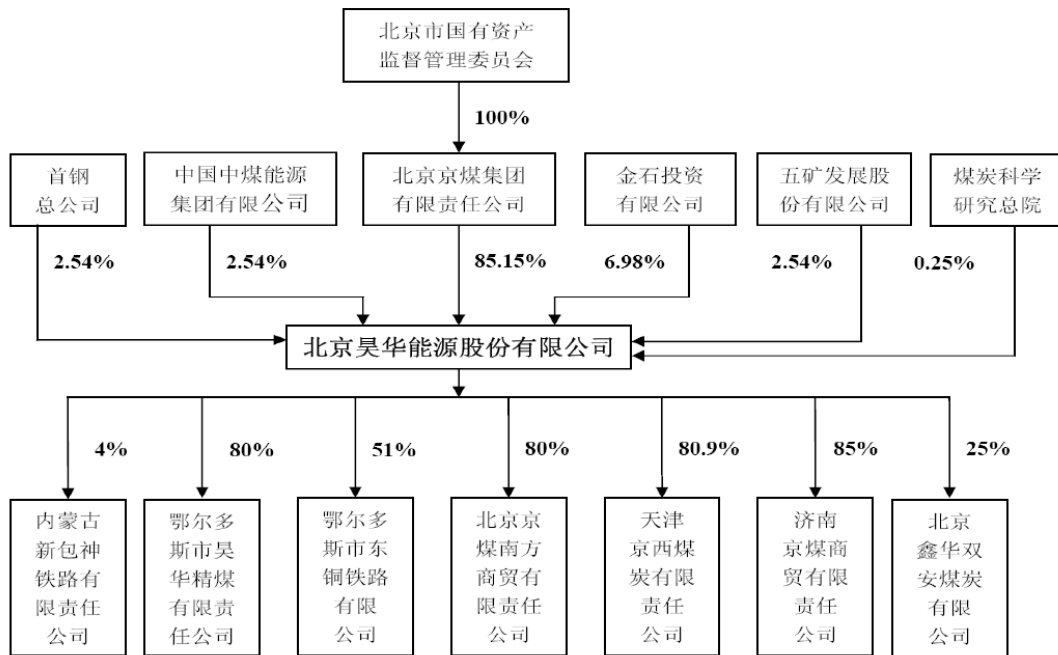 北京市国有资产
监督管理委员会
100%
首钢
总公司
中国中煤能源
集团有限公司
北京京煤集团
有限责任公司
金石投资
有限公司
五矿发展股
份有限公司
煤炭科学
研究总院
2.54%
2.54%
85.15%
6.98%
2.54%
0.25%
北京昊华能源股份有限公司
4%
80%
51%
80%
80.9%
85%
25%
内蒙古
新包神
铁路有
限责任
公司
鄂尔多
斯市昊
华精煤
有限责
任公司
鄂尔多
斯市东
铜铁路
有限
公司
北京京
煤南方
商贸有
限责任
公司
天津
京西煤
炭有限
责任
公司
济南
京煤商
贸有限
责任
公司
北京
鑫华双
安煤炭
有限
公司